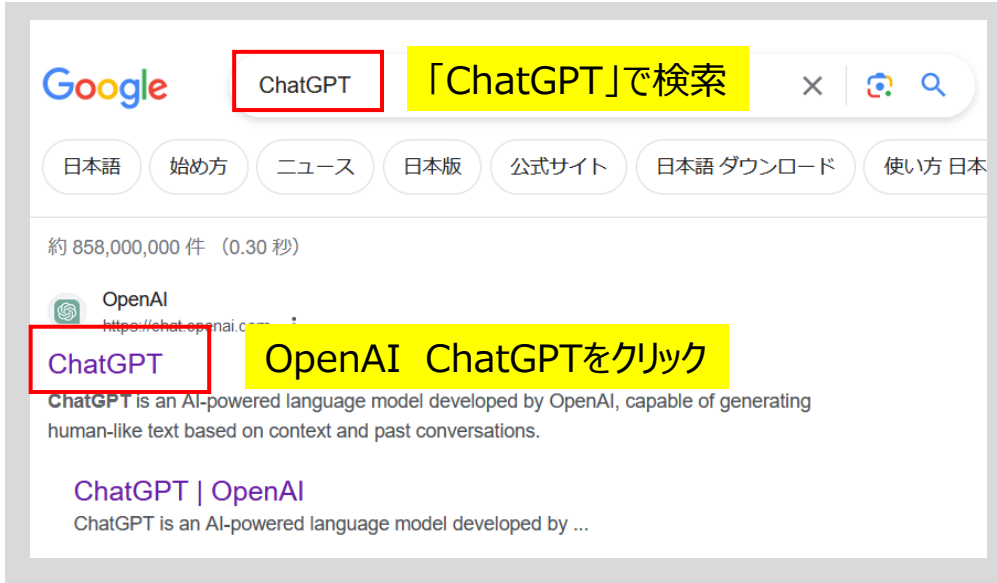 Google ChatGPT 「ChatGPT」で検索
日本語 始め方 ニュース 日本版 公式サイト 日本語 ダウンロード 使い方 日本
約 858,000,000 件 （0.30 秒）
OpenAI
https://chat.openai.com
ChatGPT OpenAI　ChatGPTをクリック
ChatGPT is an AI-powered language model developed by OpenAI, capable of generating
human-like text based on context and past conversations.
ChatGPT | OpenAI
ChatGPT is an AI-powered language model developed by ...